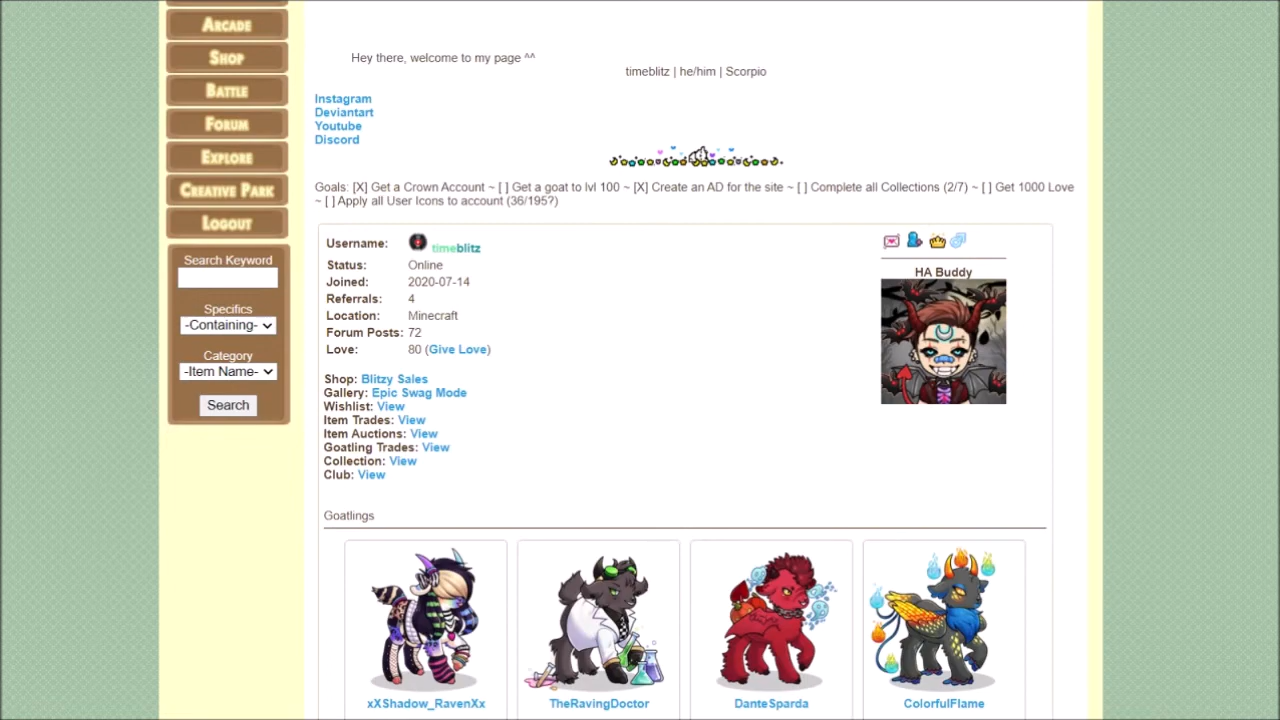 Arcade
Shop
Battle
Forum
Explore
Creative Park
Logout
Search Keyword
Specifics
-Containing-
Category
-Item Name-
Search
Hey there, welcome to my page ^^
timeblitz | he/him | Scorpio
Instagram
Deviantart
Youtube
Discord
Goals: [X] Get a Crown Account ~ [ ] Get a goat to lvl 100 ~ [X] Create an AD for the site ~ [ ] Complete all Collections (2/7) ~ [ ] Get 1000 Love
~ [ ] Apply all User Icons to account (36/195?)
Username: timeblitz
Status: Online
Joined: 2020-07-14
Referrals: 4
Location: Minecraft
Forum Posts: 72
Love: 80 (Give Love)
HA Buddy
Shop: Blitzy Sales
Gallery: Epic Swag Mode
Wishlist: View
Item Trades: View
Item Auctions: View
Goatling Trades: View
Collection: View
Club: View
Goatlings
xXShadow_RavenXx
TheRavingDoctor
DanteSparda
ColorfulFlame